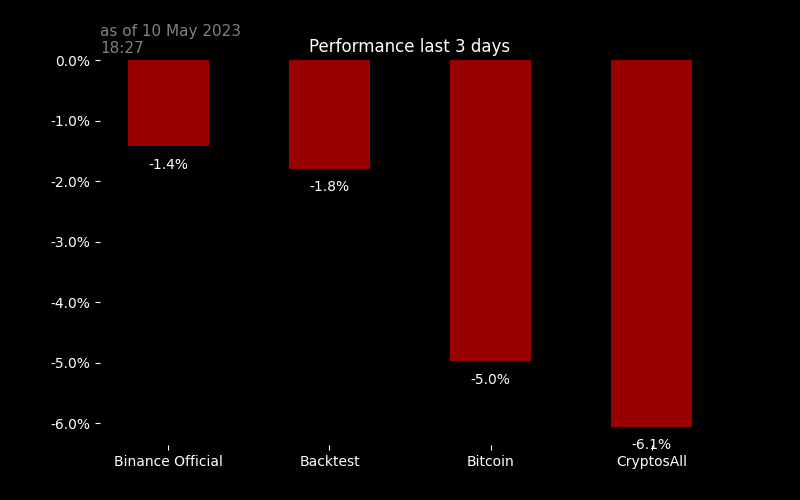 as of 10 May 2023
18:27
Performance last 3 days
0.0%
-1.0%
-2.0%
-3.0%
-4.0%
-5.0%
-6.0%
-1.4%
-1.8%
-5.0%
-6.1%
Binance Official
Backtest
Bitcoin
CryptosAll